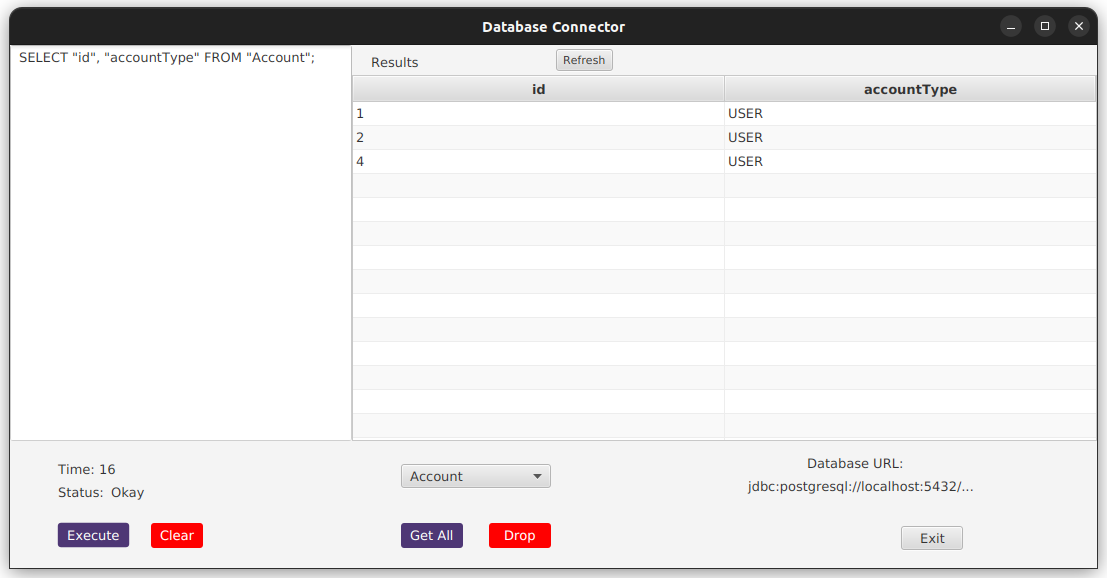 Database Connector
SELECT "id", "accountType" FROM "Account";
Results
Refresh
id accountType
1 USER
2 USER
4 USER
Time: 16
Status: Okay
Account
Database URL:
jdbc:postgresql://localhost:5432/...
Execute Clear Get All Drop Exit